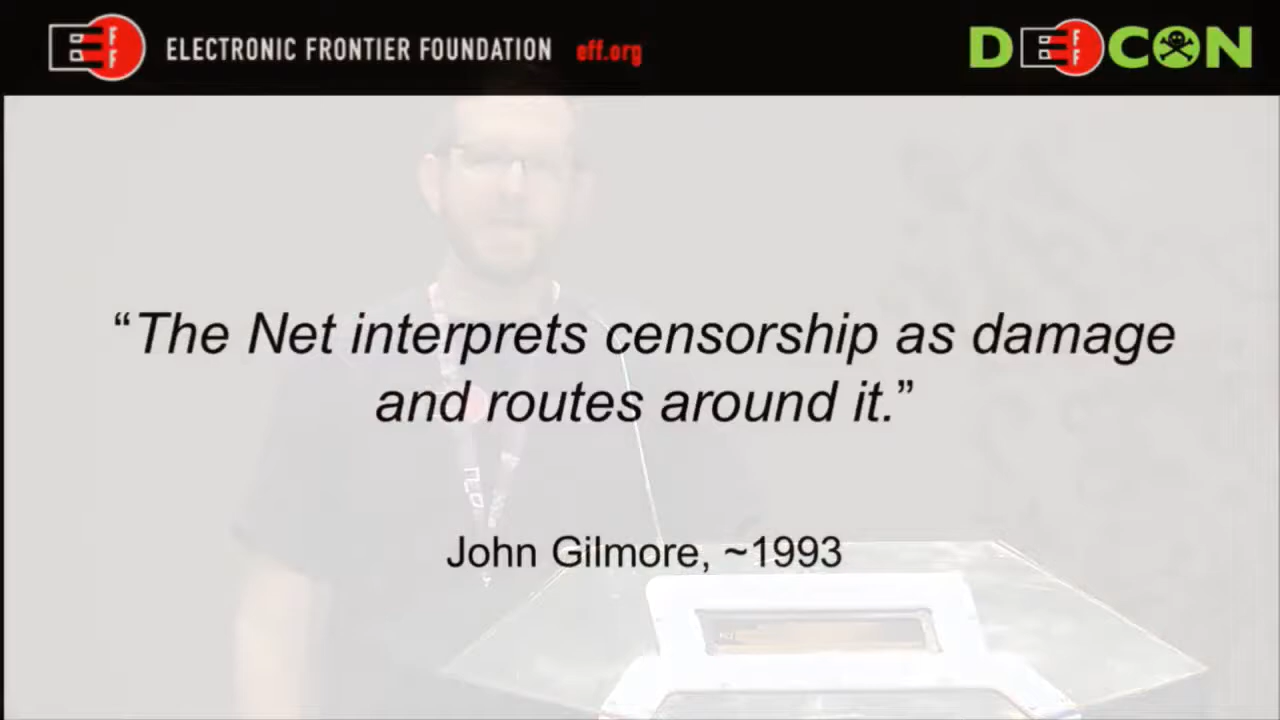 EFF ELECTRONIC FRONTIER FOUNDATION eff.org
DEFCON
“The Net interprets censorship as damage
and routes around it.”
John Gilmore, ~1993